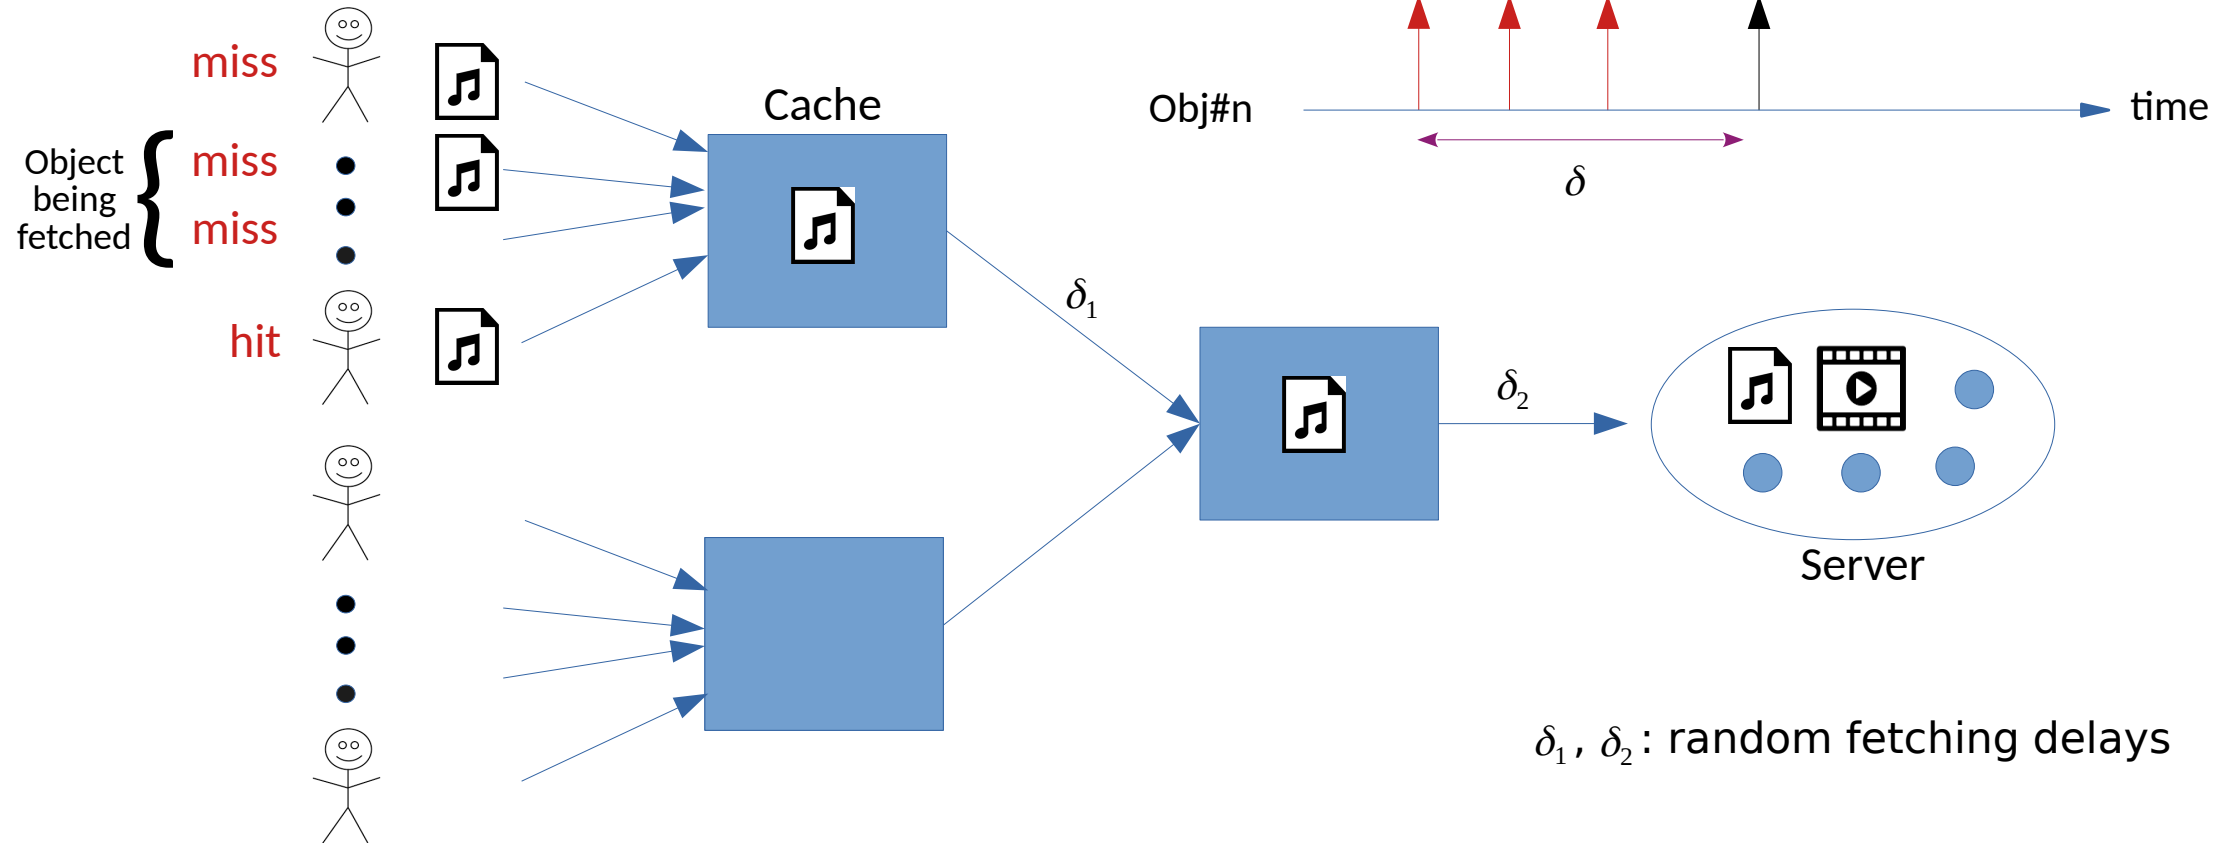 miss
Object
being
fetched
miss
miss
hit
Cache
Obj#n
time
δ
δ1
δ2
Server
δ1, δ2: random fetching delays